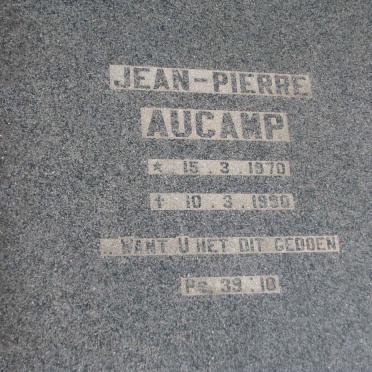 JEAN-PIERRE
AUCAMP
* 15.3.1970
† 10.3.1990
..WANT U HET DIT GEDOEN
Ps. 39.10